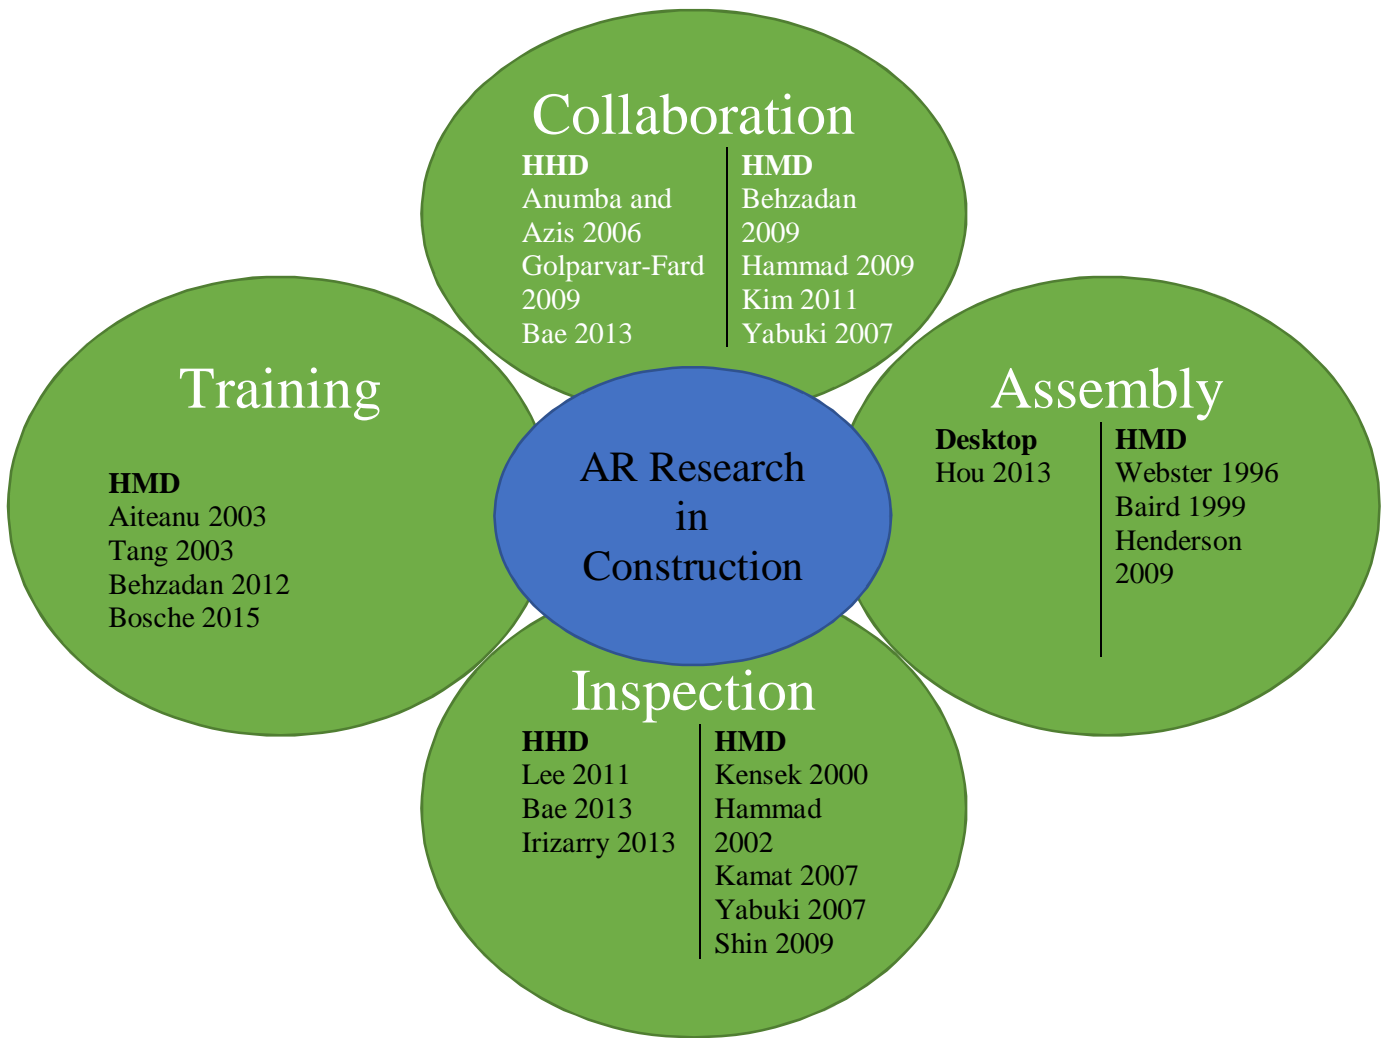 Collaboration
HHD
Anumba and
Azis 2006
Golparvar-Fard
2009
Bae 2013
HMD
Behzadan
2009
Hammad 2009
Kim 2011
Yabuki 2007
Training
HMD
Aiteanu 2003
Tang 2003
Behzadan 2012
Bosche 2015
AR Research
in
Construction
Assembly
Desktop
Hou 2013
HMD
Webster 1996
Baird 1999
Henderson
2009
Inspection
HHD
Lee 2011
Bae 2013
Irizarry 2013
HMD
Kensek 2000
Hammad
2002
Kamat 2007
Yabuki 2007
Shin 2009